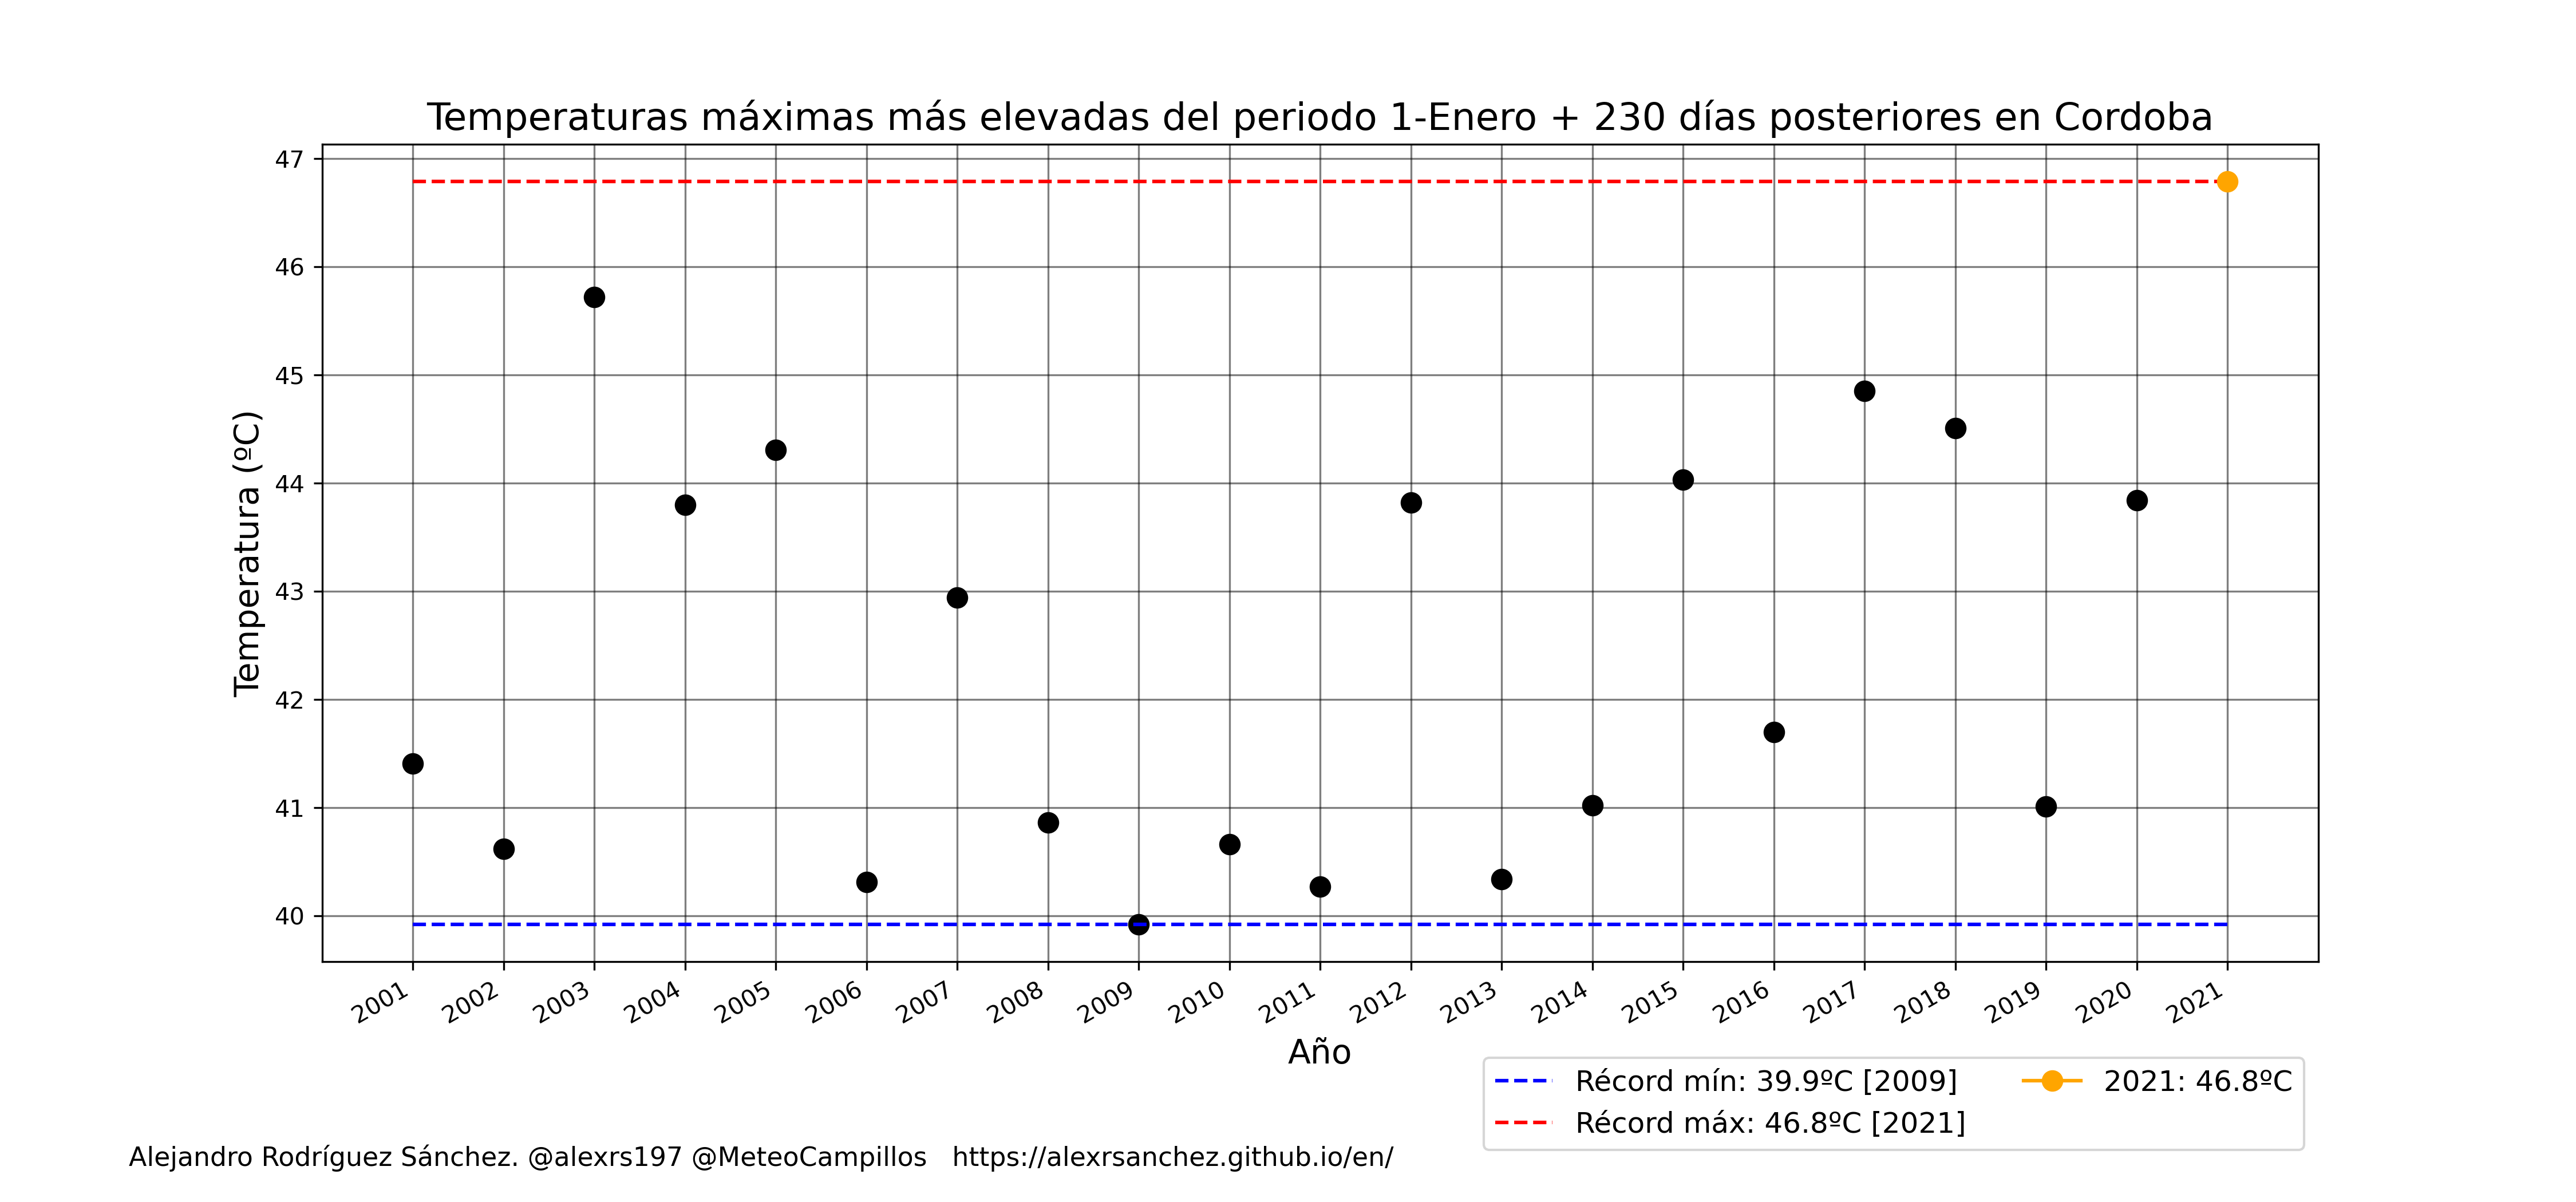 Temperaturas máximas más elevadas del periodo 1-Enero + 230 días posteriores en Cordoba
47
46
45
44
43
42
41
40
Temperatura (ºC)
2001 2002 2003 2004 2005 2006 2007 2008 2009 2010 2011 2012 2013 2014 2015 2016 2017 2018 2019 2020 2021
Año
Récord mín: 39.9ºC [2009]
Récord máx: 46.8ºC [2021]
2021: 46.8ºC
Alejandro Rodríguez Sánchez. @alexrs197 @MeteoCampillos https://alexrsanchez.github.io/en/